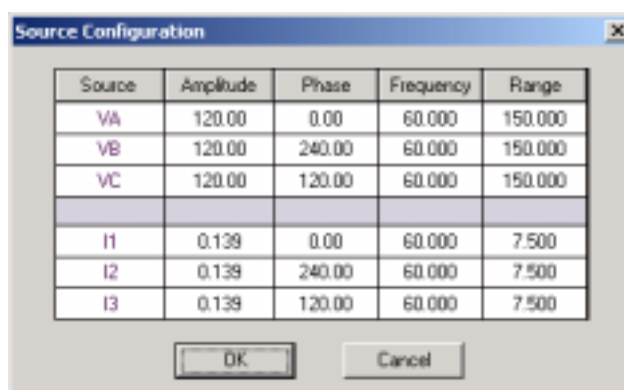 Source Configuration
Source Amplitude Phase Frequency Range
VA 120.00 0.00 60.000 150.000
VB 120.00 240.00 60.000 150.000
VC 120.00 120.00 60.000 150.000
I1 0.139 0.00 60.000 7.500
I2 0.139 240.00 60.000 7.500
I3 0.139 120.00 60.000 7.500
OK Cancel